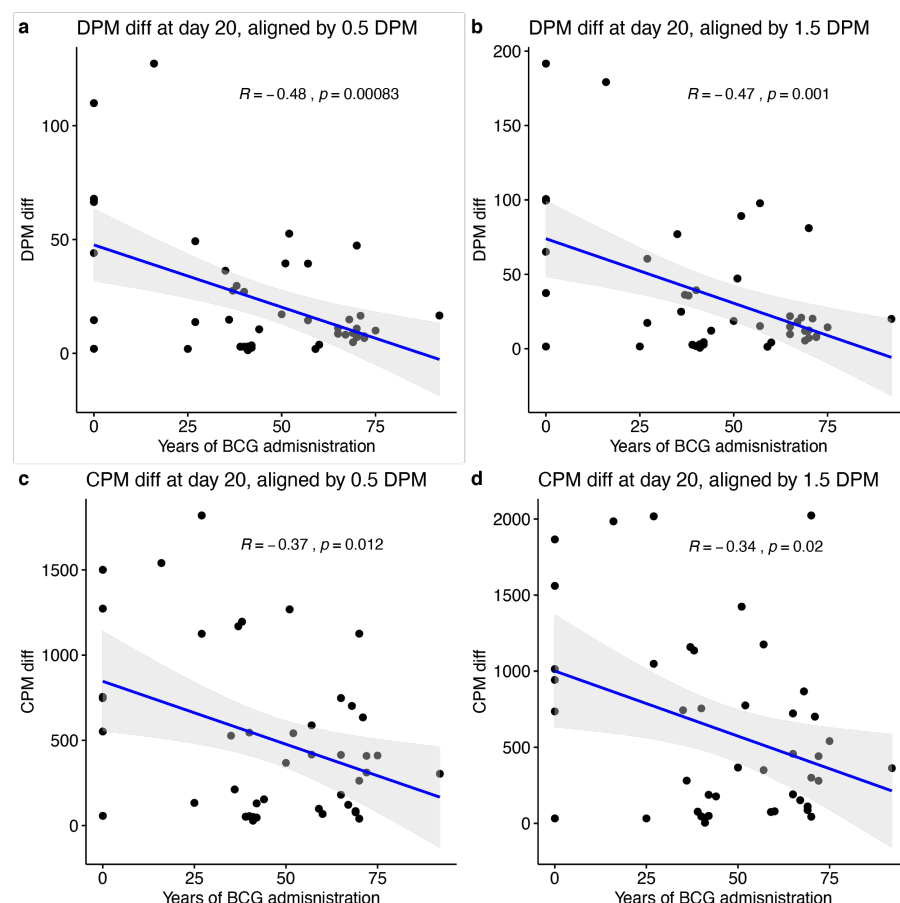 a DPM diff at day 20, aligned by 0.5 DPM
R = −0.48 , p = 0.00083
100
50
0
DPM diff
0 25 50 75
Years of BCG admisnistration
b DPM diff at day 20, aligned by 1.5 DPM
R = −0.47 , p = 0.001
200
150
100
50
0
DPM diff
0 25 50 75
Years of BCG admisnistration
c CPM diff at day 20, aligned by 0.5 DPM
R = −0.37 , p = 0.012
1500
1000
500
0
CPM diff
0 25 50 75
Years of BCG admisnistration
d CPM diff at day 20, aligned by 1.5 DPM
R = −0.34 , p = 0.02
2000
1500
1000
500
0
CPM diff
0 25 50 75
Years of BCG admisnistration